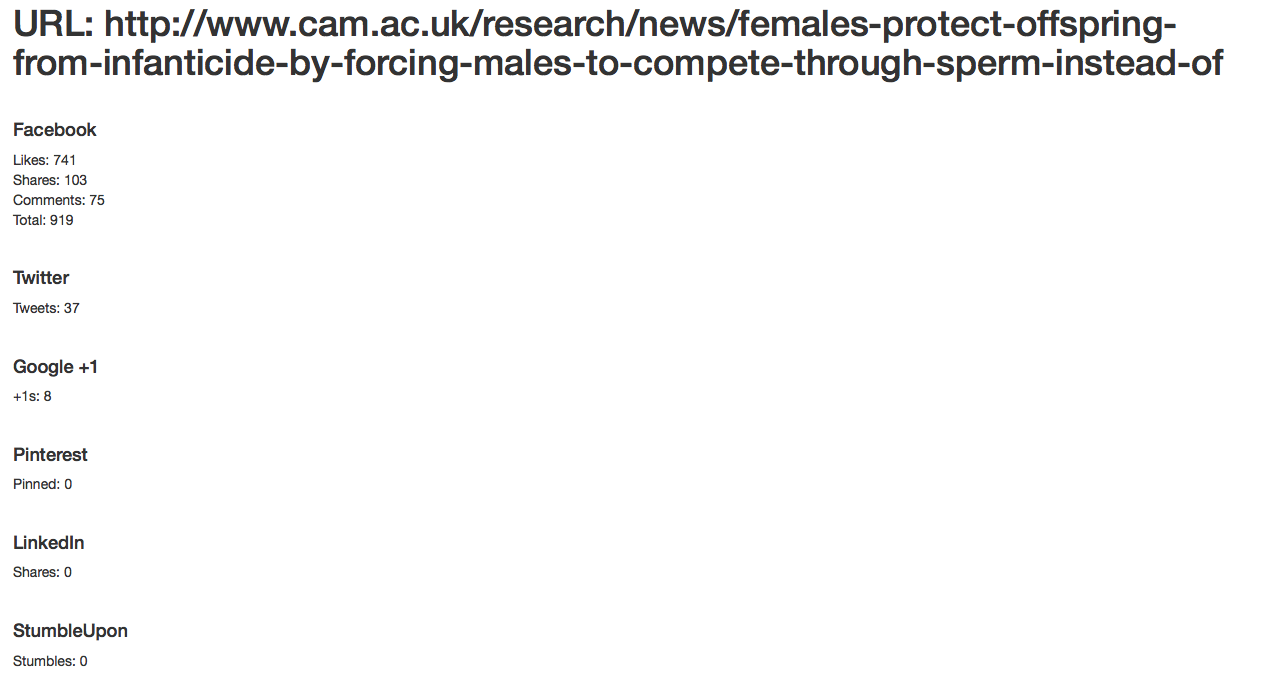 URL: http://www.cam.ac.uk/research/news/females-protect-offspring-
from-infanticide-by-forcing-males-to-compete-through-sperm-instead-of
Facebook
Likes: 741
Shares: 103
Comments: 75
Total: 919
Twitter
Tweets: 37
Google +1
+1s: 8
Pinterest
Pinned: 0
LinkedIn
Shares: 0
StumbleUpon
Stumbles: 0